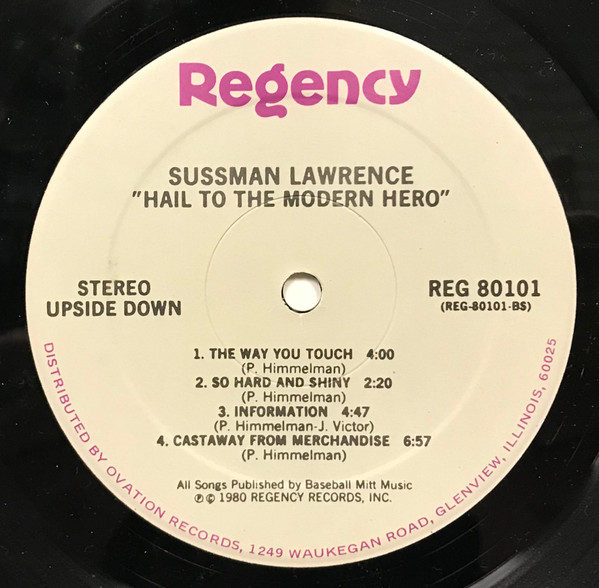 Regency
SUSSMAN LAWRENCE
"HAIL TO THE MODERN HERO"
STEREO
UPSIDE DOWN
REG 80101
(REG-80101-BS)
1. THE WAY YOU TOUCH 4:00
(P. Himmelman)
2. SO HARD AND SHINY 2:20
(P. Himmelman)
3. INFORMATION 4:47
(P. Himmelman-J. Victor)
4. CASTAWAY FROM MERCHANDISE 6:57
(P. Himmelman)
All Songs Published by Baseball Mitt Music
℗ © 1980 REGENCY RECORDS, INC.
DISTRIBUTED BY OVATION RECORDS, 1249 WAUKEGAN ROAD, GLENVIEW, ILLINOIS, 60025